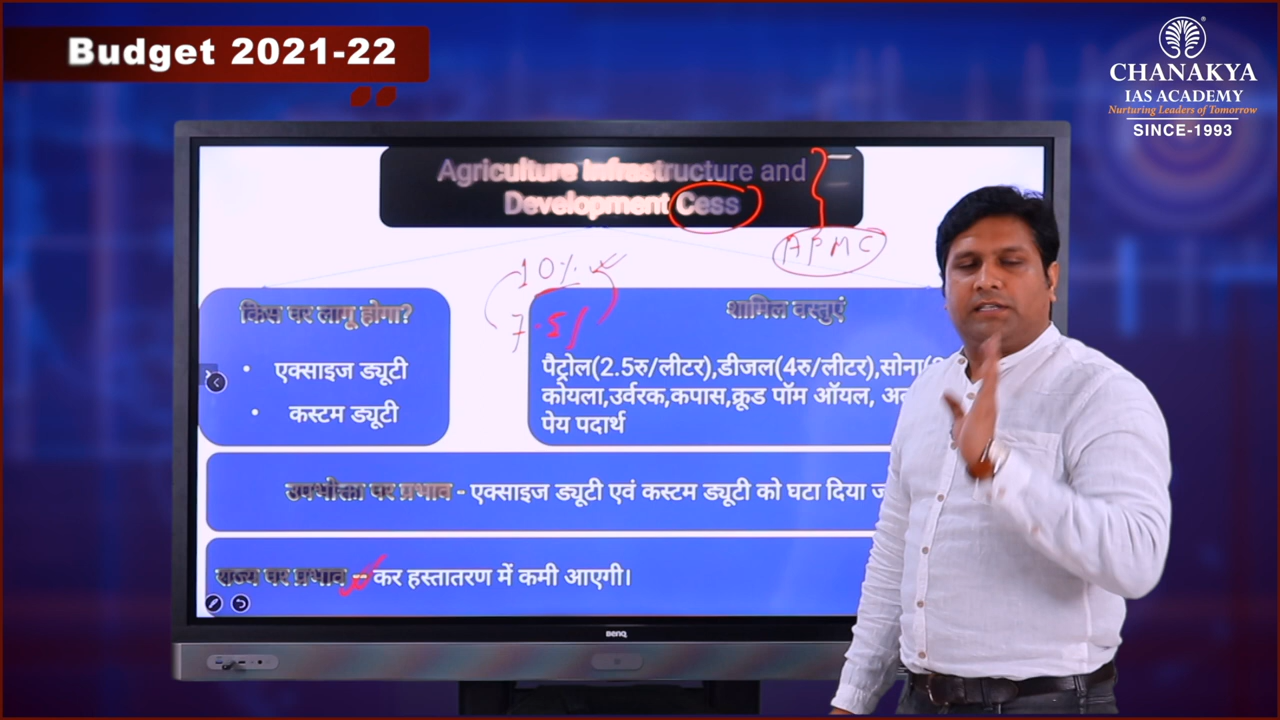 Budget 2021-22
CHANAKYA
IAS ACADEMY
Nurturing Leaders of Tomorrow
SINCE-1993
Agriculture Infrastructure and
Development Cess
APMC
10%
7.5%
किस पर लागू होगा?
• एक्साइज ड्यूटी
• कस्टम ड्यूटी
शामिल वस्तुएं
पैट्रोल(2.5रु/लीटर),डीजल(4रु/लीटर),सोना
कोयला,उर्वरक,कपास,क्रूड पॉम ऑयल,
पेय पदार्थ
उपभोक्ता पर प्रभाव - एक्साइज ड्यूटी एवं कस्टम ड्यूटी को घटा दिया
राज्य पर प्रभाव - कर हस्तातरण में कमी आएगी।
BenQ